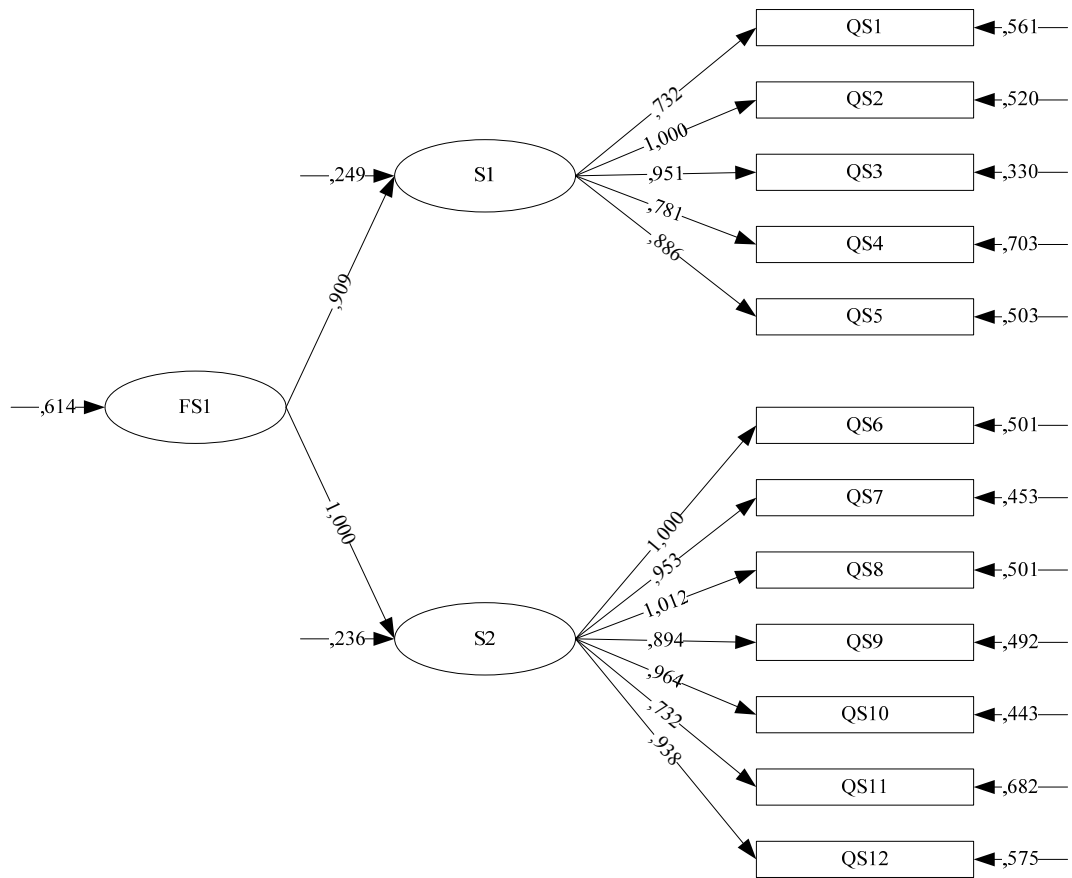 ,732
QS1
,561
1,000
QS2
,520
,249
S1
,951
QS3
,330
,781
QS4
,703
,886
QS5
,503
,909
,614
FS1
1,000
1,000
QS6
,501
,953
QS7
,453
1,012
QS8
,501
,236
S2
,894
QS9
,492
,964
QS10
,443
,732
QS11
,682
,938
QS12
,575